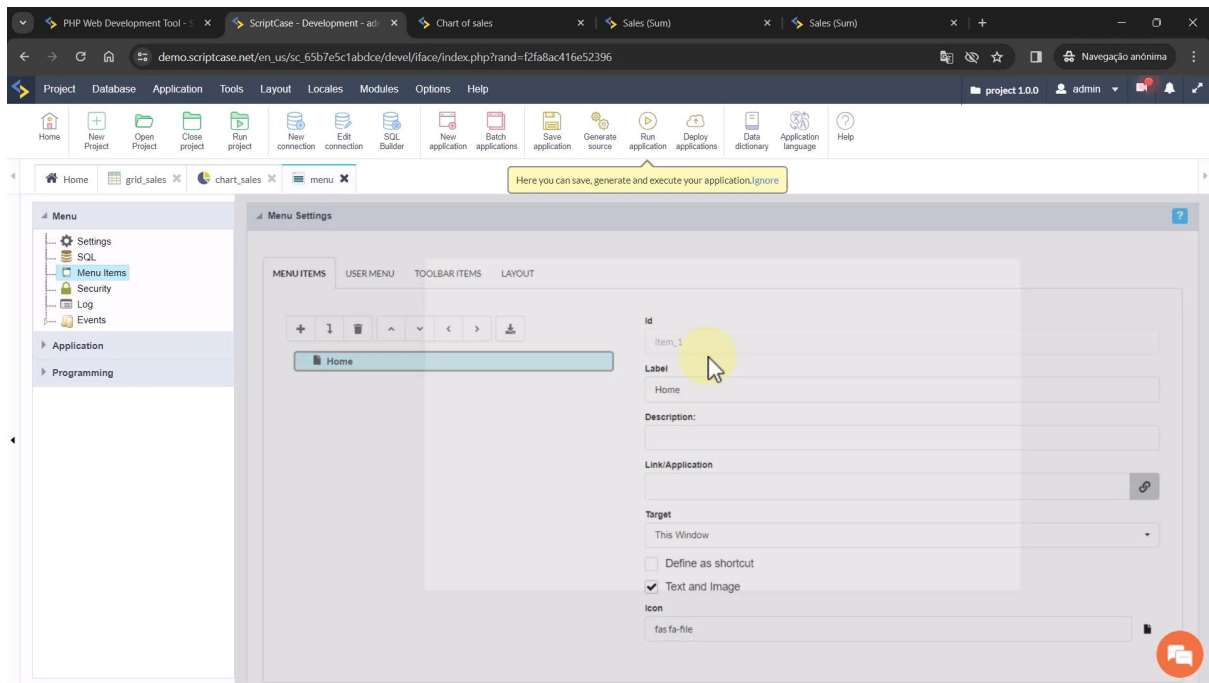 PHP Web Development Tool - S
ScriptCase - Development - adm
Chart of sales
Sales (Sum)
Sales (Sum)
demo.scriptcase.net/en_us/sc_65b7e5c1abdce/devel/iface/index.php?rand=f2fa8ac416e52396
Navegação anónima
Project Database Application Tools Layout Locales Modules Options Help
project 1.0.0 admin
Home
New Project
Open Project
Close project
Run project
New connection
Edit connection
SQL Builder
New application
Batch applications
Save application
Generate source
Run application
Deploy applications
Data dictionary
Application language
Help
Home grid_sales chart_sales menu
Here you can save, generate and execute your application.Ignore
Menu
Settings
SQL
Menu Items
Security
Log
Events
Application
Programming
Menu Settings
?
MENU ITEMS USER MENU TOOLBAR ITEMS LAYOUT
Home
Id
item_1
Label
Home
Description:
Link/Application
Target
This Window
Define as shortcut
Text and Image
Icon
fas fa-file